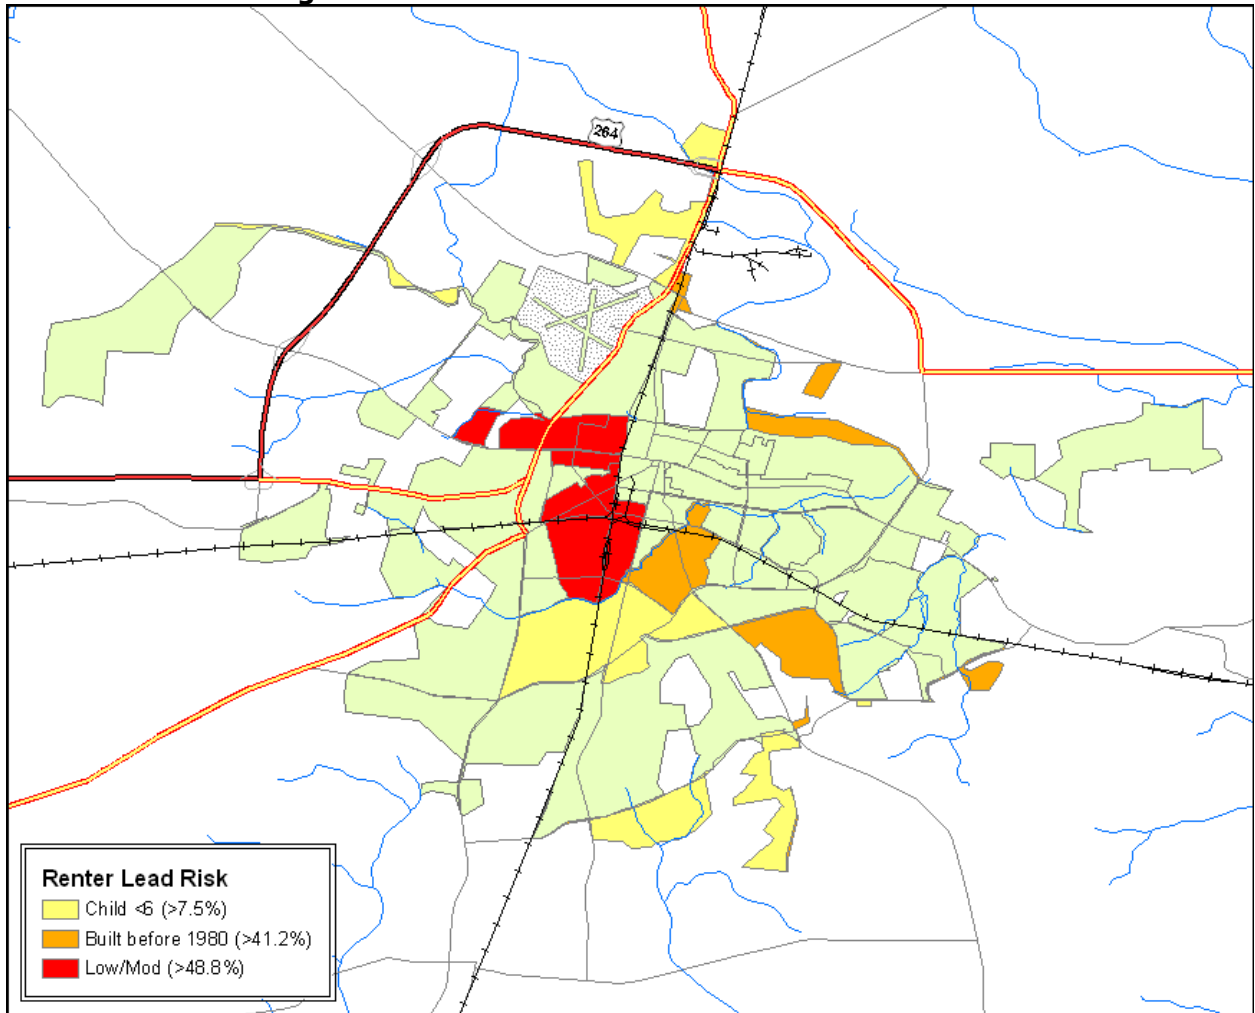 264
Renter Lead Risk
Child <6 (>7.5%)
Built before 1980 (>41.2%)
Low/Mod (>48.8%)